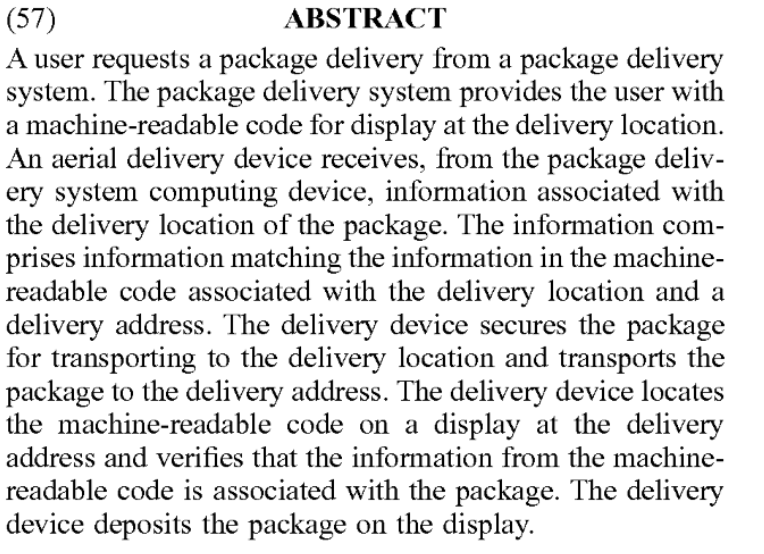 (57) ABSTRACT
A user requests a package delivery from a package delivery
system. The package delivery system provides the user with
a machine-readable code for display at the delivery location.
An aerial delivery device receives, from the package deliv-
ery system computing device, information associated with
the delivery location of the package. The information com-
prises information matching the information in the machine-
readable code associated with the delivery location and a
delivery address. The delivery device secures the package
for transporting to the delivery location and transports the
package to the delivery address. The delivery device locates
the machine-readable code on a display at the delivery
address and verifies that the information from the machine-
readable code is associated with the package. The delivery
device deposits the package on the display.